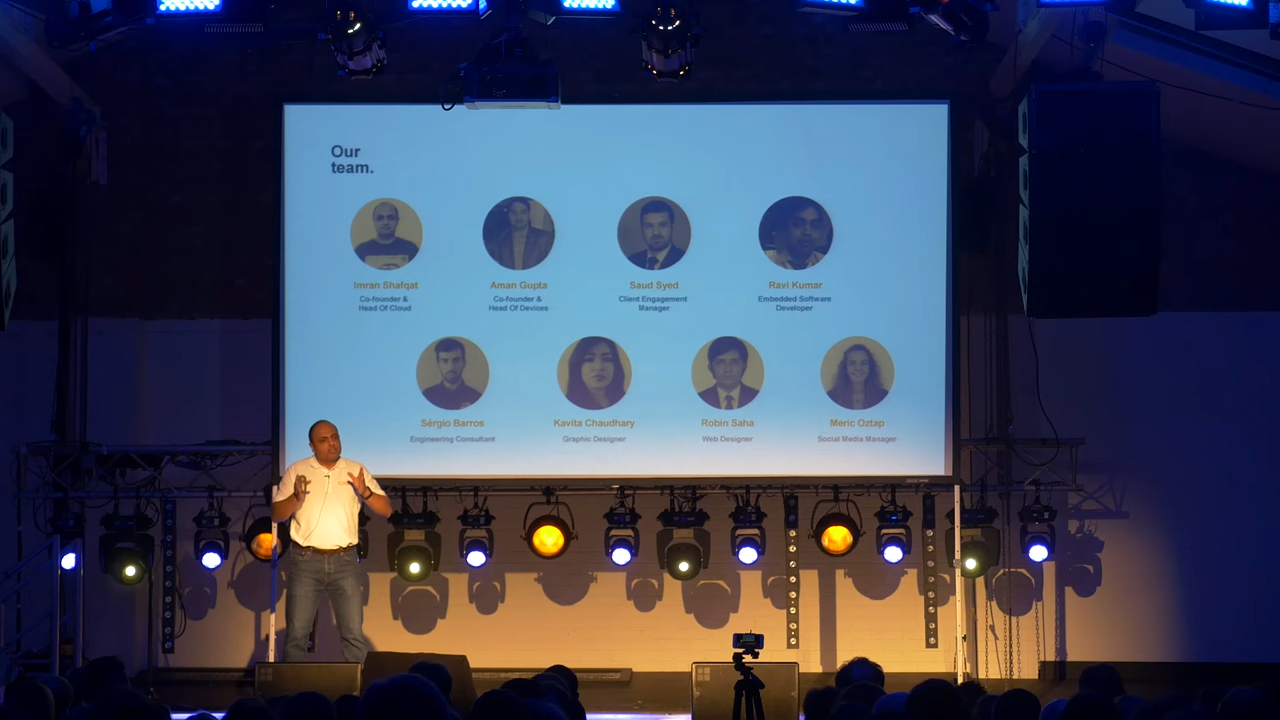 Our
team.
Imran Shafqat
Aman Gupta
Saud Syed
Ravi Kumar
Co-founder &
Head Of Cloud
Co-founder &
Head Of Devices
Client Engagement
Manager
Embedded Software
Developer
Sérgio Barros
Kavita Chaudhary
Robin Saha
Meric Oztap
Engineering Consultant
Graphic Designer
Web Designer
Social Media Manager